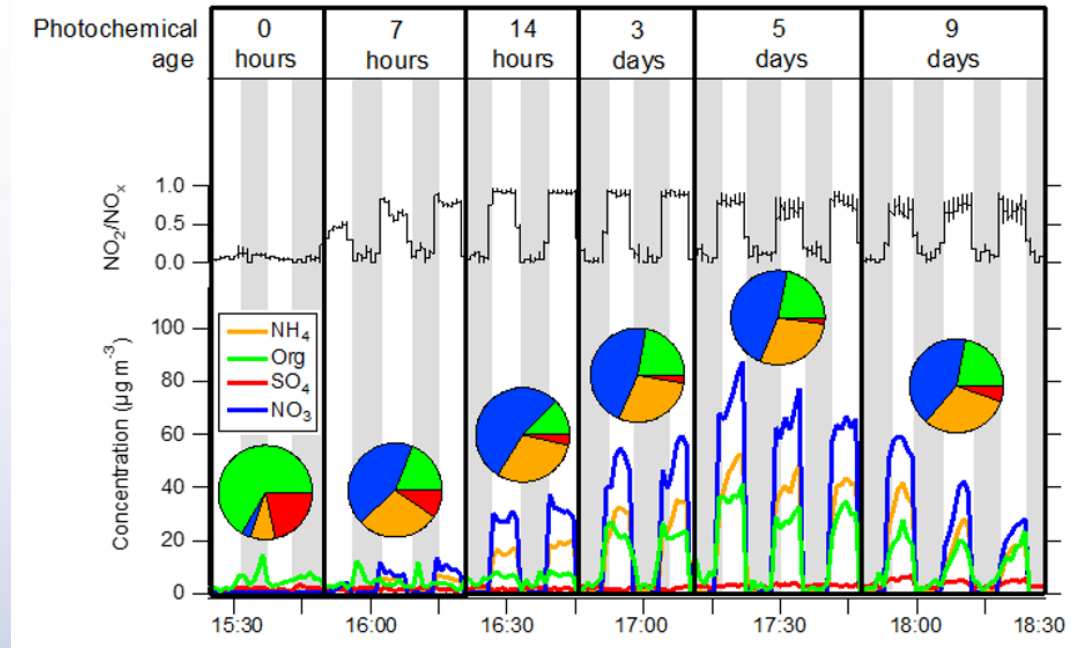 Photochemical age
0 hours
7 hours
14 hours
3 days
5 days
9 days
NO₂/NOₓ
1.0
0.5
0.0
Concentration (µg m⁻³)
100
80
60
40
20
0
NH₄
Org
SO₄
NO₃
15:30
16:00
16:30
17:00
17:30
18:00
18:30